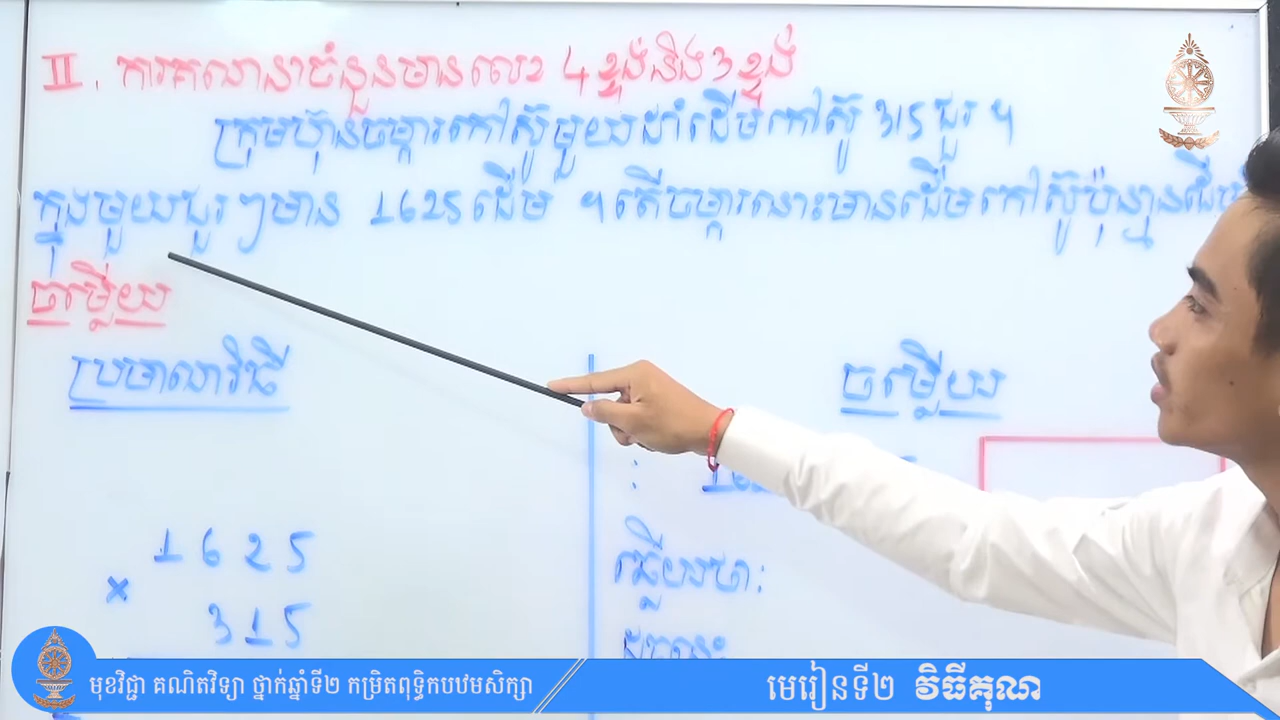 II. ការគណនាចំនួនមានលេខ 4 ខ្ទង់ និង 3 ខ្ទង់
ក្រុមហ៊ុនចម្ការកៅស៊ូមួយដាំដើមកៅស៊ូ 315 ជួរ ។
ក្នុងមួយជួរៗមាន 1625 ដើម ។ តើចម្ការនោះមានដើមកៅស៊ូប៉ុន្មានដើម
ចម្លើយ
ប្រមាណវិធី
ចម្លើយ
:
ឆ្លើយថា:
1625
×
315
ដូចនេះ
មុខវិជ្ជា គណិតវិទ្យា ថ្នាក់ឆ្នាំទី២ កម្រិតពុទ្ធិកបឋមសិក្សា
មេរៀនទី២ វិធីគុណ